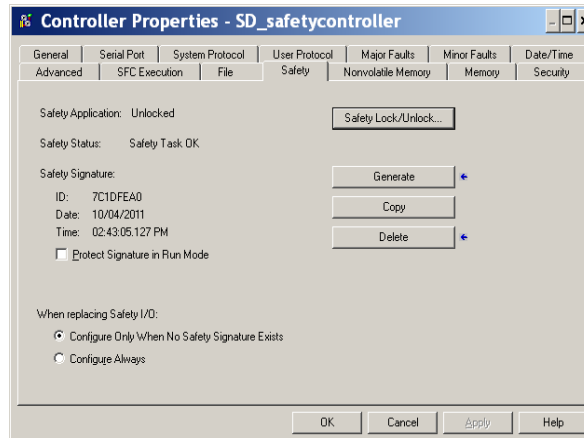 Controller Properties - SD_safetycontroller
General Serial Port System Protocol User Protocol Major Faults Minor Faults Date/Time
Advanced SFC Execution File Safety Nonvolatile Memory Memory Security
Safety Application: Unlocked
Safety Lock/Unlock...
Safety Status: Safety Task OK
Safety Signature:
Generate
ID: 7C1DFEA0
Copy
Date: 10/04/2011
Time: 02:43:05.127 PM
Delete
Protect Signature in Run Mode
When replacing Safety I/O:
Configure Only When No Safety Signature Exists
Configure Always
OK Cancel Apply Help